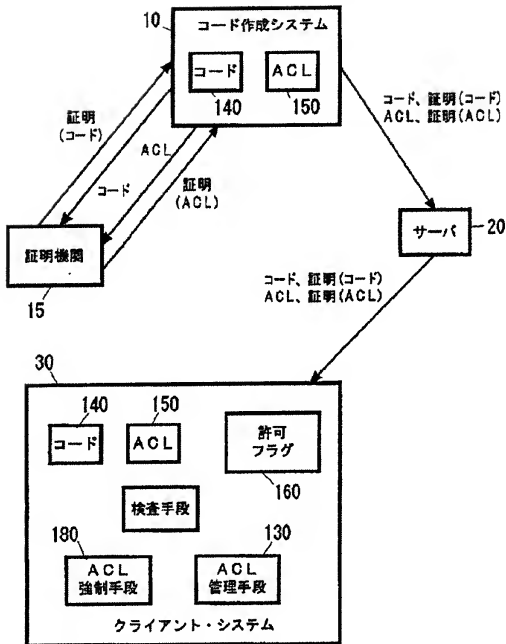 10
コード作成システム
コード
ACL
140
150
証明
(コード)
コード
ACL
証明
(ACL)
証明機関
15
コード、証明(コード)
ACL、証明(ACL)
サーバ
20
コード、証明(コード)
ACL、証明(ACL)
30
140
150
コード
ACL
許可
フラグ
160
検査手段
180
130
ACL
強制手段
ACL
管理手段
クライアント・システム